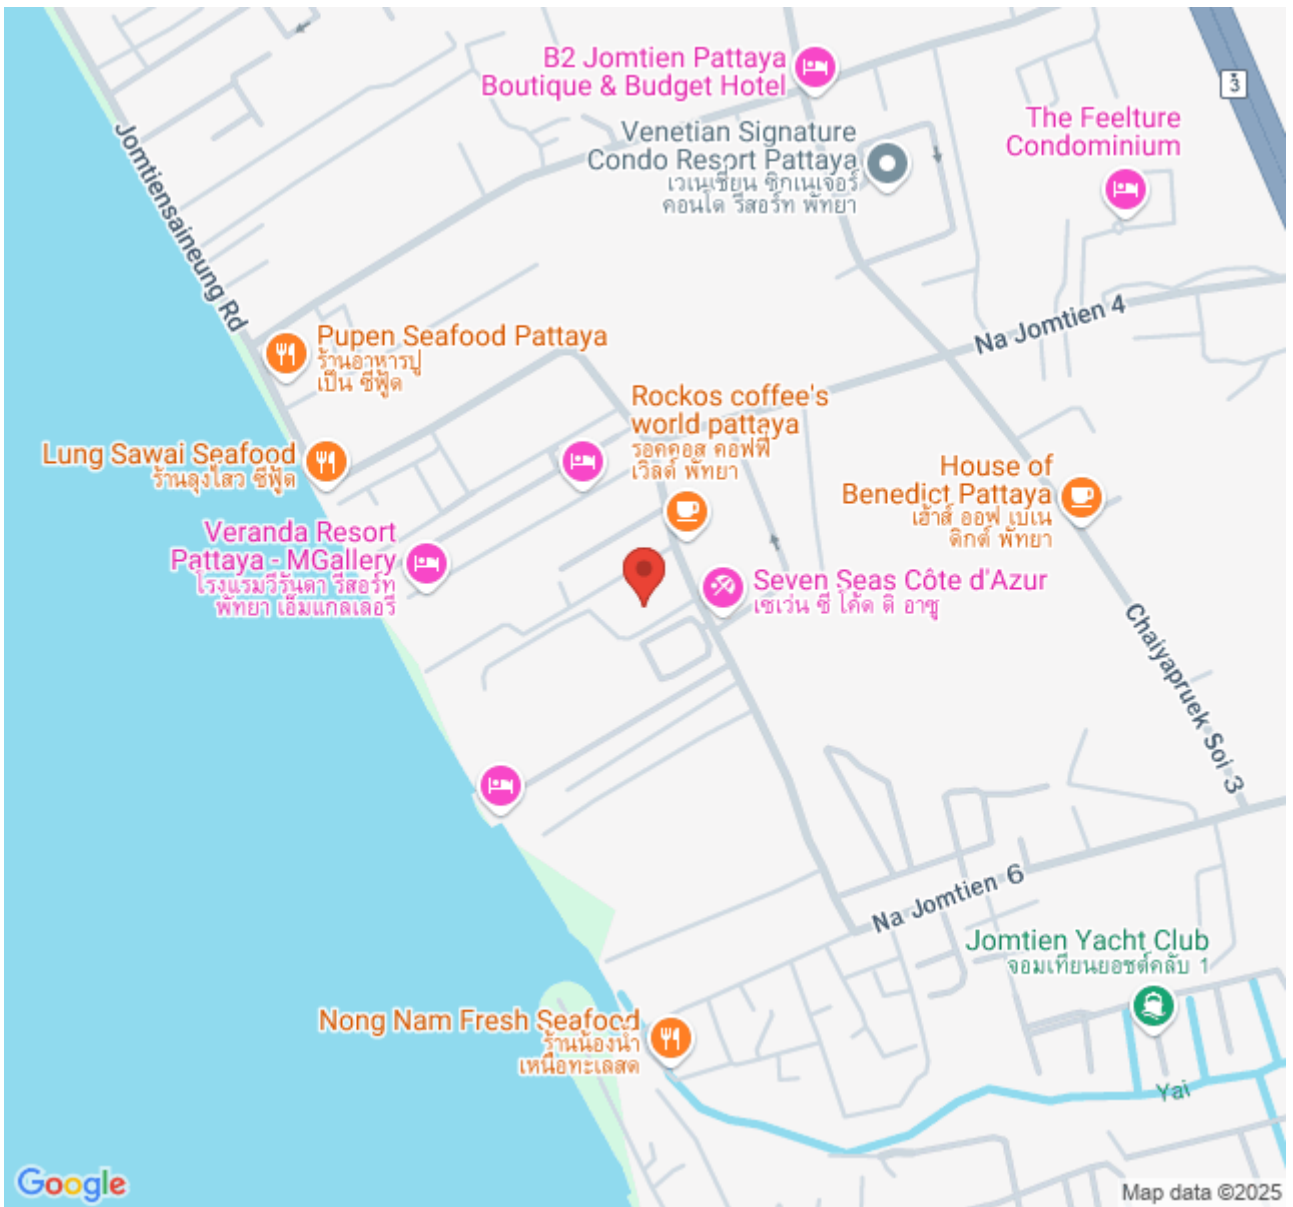 B2 Jomtien Pattaya
Boutique & Budget Hotel
3
The Feelture
Condominium
Venetian Signature
Condo Resort Pattaya
เวเนเชี่ยน ซิกเนเจอร์
คอนโด รีสอร์ท พัทยา
Jomtiensaineung Rd
Na Jomtien 4
Pupen Seafood Pattaya
ร้านอาหารปู
เป็น ซีฟู้ด
Rockos coffee's
world pattaya
รอคคอส คอฟฟี่
เวิลด์ พัทยา
Lung Sawai Seafood
ร้านลุงไสว ซีฟู้ด
House of
Benedict Pattaya
เฮ้าส์ ออฟ เบเน
ดิกต์ พัทยา
Veranda Resort
Pattaya - MGallery
โรงแรมวีรันดา รีสอร์ท
พัทยา เอ็มแกลเลอรี
Seven Seas Côte d'Azur
เซเว่น ซี โค้ด ดิ อาซู
Chaiyapruek Soi 3
Na Jomtien 6
Jomtien Yacht Club
จอมเทียนยอชต์คลับ 1
Nong Nam Fresh Seafood
ร้านน้องน้ำ
เหนือทะเลสด
Yai
Google
Map data ©2025